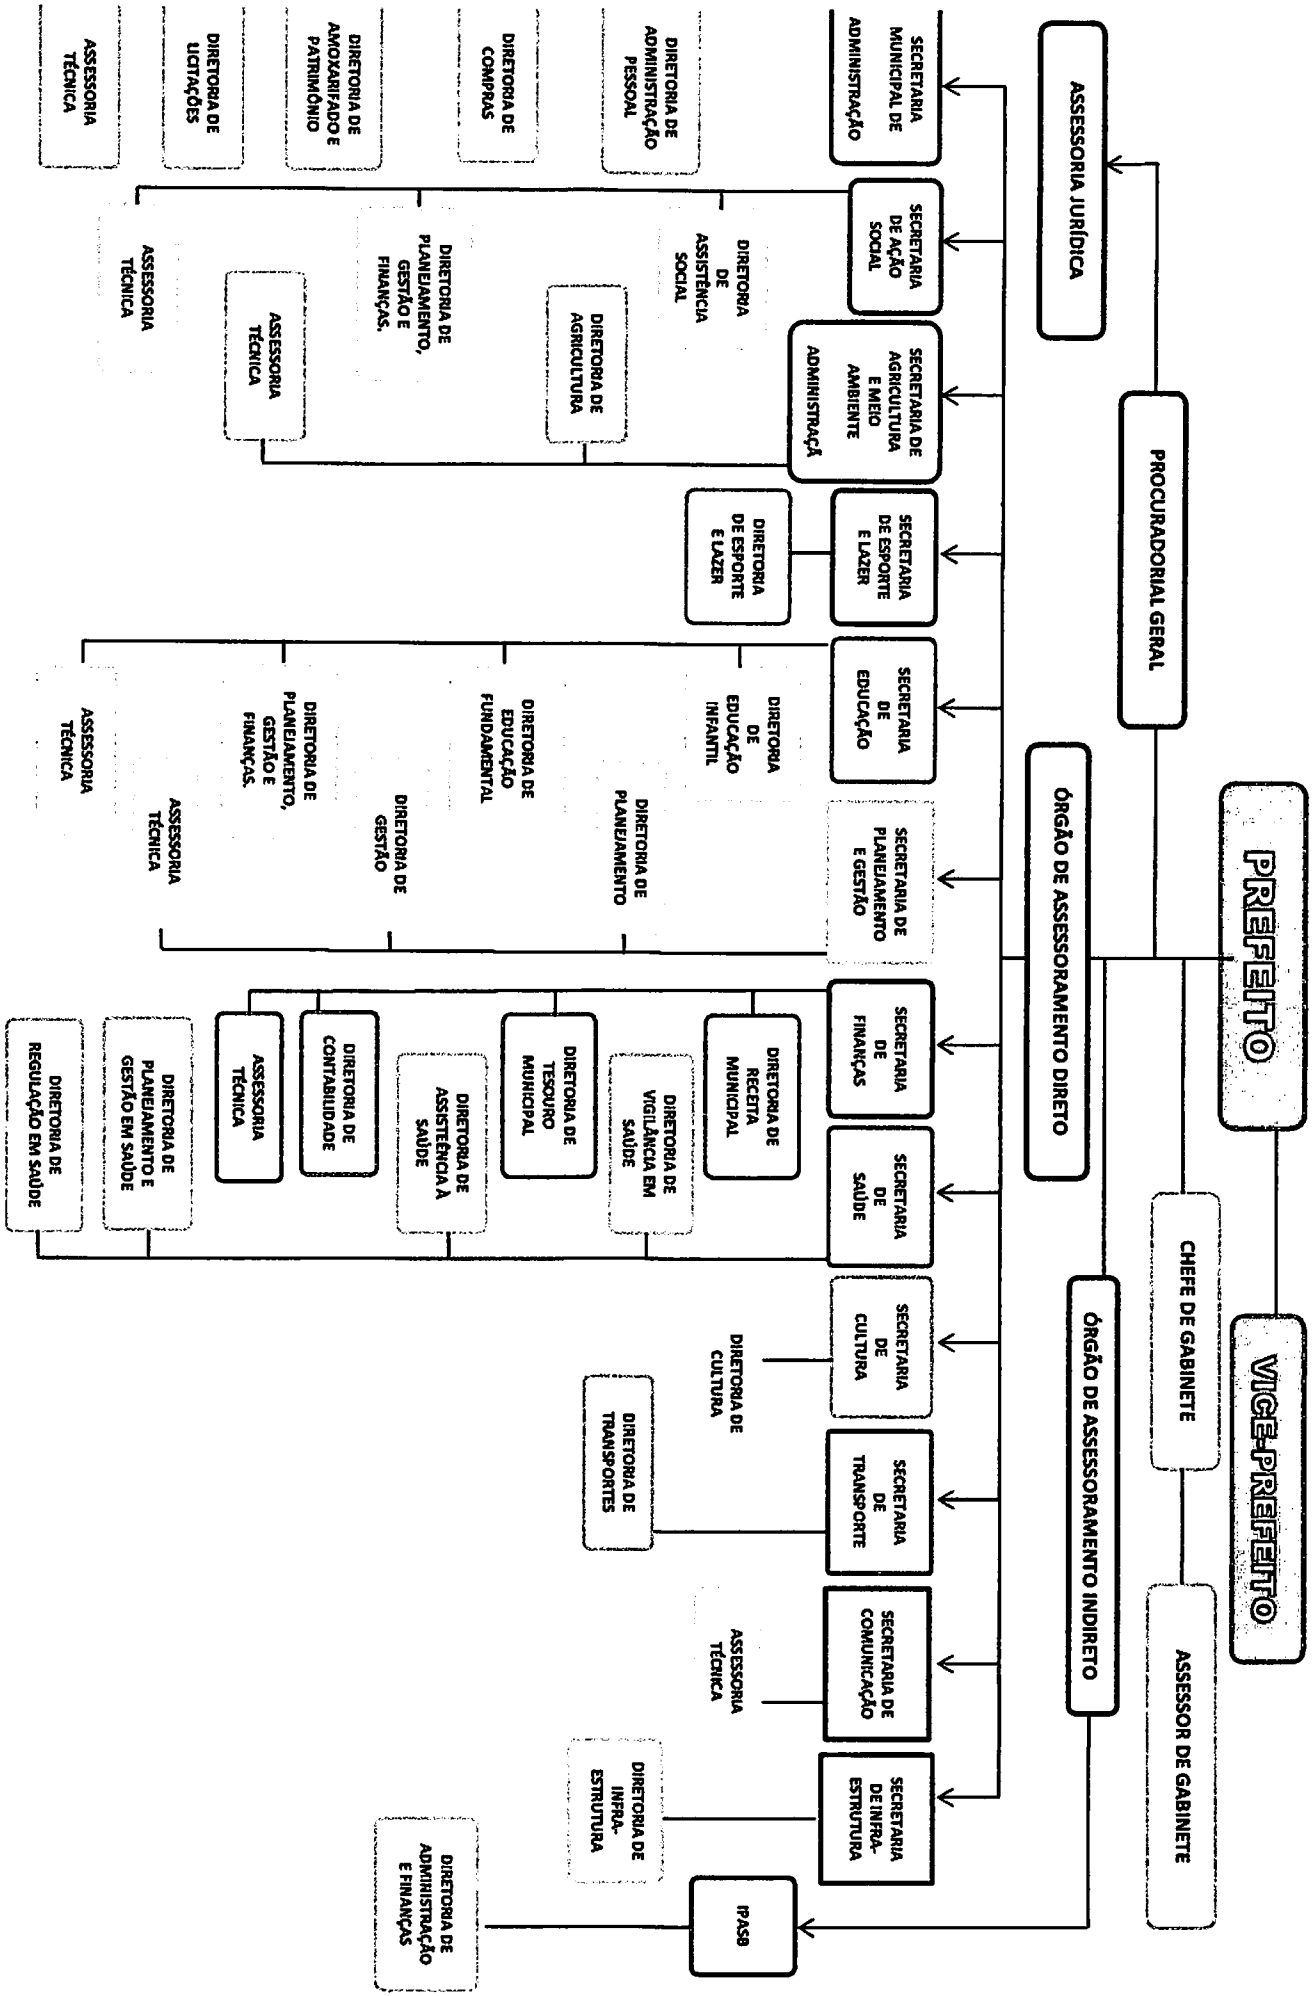 PREFEITO
VICE-PREFEITO
CHEFE DE GABINETE
ASSESSOR DE GABINETE
PROCURADORIAL GERAL
ASSESSORIA JURÍDICA
ÓRGÃO DE ASSESSORAMENTO DIRETO
ÓRGÃO DE ASSESSORAMENTO INDIRETO
SECRETARIA
MUNICIPAL DE
ADMINISTRAÇÃO
SECRETARIA
DE AÇÃO
SOCIAL
SECRETARIA DE
AGRICULTURA
E MEIO
AMBIENTE
ADMINISTRAÇÃ
SECRETARIA
DE ESPORTE
E LAZER
SECRETARIA
DE
EDUCAÇÃO
SECRETARIA DE
PLANEJAMENTO
E GESTÃO
SECRETARIA
DE
FINANÇAS
SECRETARIA
DE
SAÚDE
SECRETARIA
DE
CULTURA
SECRETARIA
DE
TRANSPORTE
SECRETARIA DE
COMUNICAÇÃO
SECRETARIA
DE INFRA-
ESTRUTURA
IPASB
DIRETORIA DE
ADMINISTRAÇÃO
PESSOAL
DIRETORIA DE
COMPRAS
DIRETORIA DE
AMOXARIFADO E
PATRIMÔNIO
DIRETORIA DE
LICITAÇÕES
ASSESSORIA
TÉCNICA
DIRETORIA
DE
ASSISTÊNCIA
SOCIAL
DIRETORIA DE
PLANEJAMENTO,
GESTÃO E
FINANÇAS.
ASSESSORIA
TÉCNICA
DIRETORIA DE
AGRICULTURA
ASSESSORIA
TÉCNICA
DIRETORIA
DE ESPORTE
E LAZER
DIRETORIA
DE
EDUCAÇÃO
INFANTIL
DIRETORIA DE
EDUCAÇÃO
FUNDAMENTAL
DIRETORIA DE
PLANEJAMENTO,
GESTÃO E
FINANÇAS.
ASSESSORIA
TÉCNICA
DIRETORIA DE
PLANEJAMENTO
DIRETORIA DE
GESTÃO
ASSESSORIA
TÉCNICA
DIRETORIA DE
RECEITA
MUNICIPAL
DIRETORIA DE
TESOURO
MUNICIPAL
DIRETORIA DE
CONTABILIDADE
ASSESSORIA
TÉCNICA
DIRETORIA DE
VIGILÂNCIA EM
SAÚDE
DIRETORIA DE
ASSISTEÊNCIA À
SAÚDE
DIRETORIA DE
PLANEJAMENTO E
GESTÃO EM SAÚDE
DIRETORIA DE
REGULAÇÃO EM SAÚDE
DIRETORIA DE
CULTURA
DIRETORIA DE
TRANSPORTES
ASSESSORIA
TÉCNICA
DIRETORIA DE
INFRA-
ESTRUTURA
DIRETORIA DE
ADMINISTRAÇÃO
E FINANÇAS